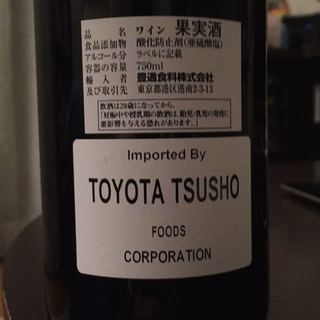 品名 ワイン 果実酒
食品添加物 酸化防止剤(亜硫酸塩)
アルコール分 ラベルに記載
容器の容量 750ml
輸入者 豊通食料株式会社
及び取引先 東京都港区港南2-3-13
飲酒は20歳になってから。
「妊娠中や授乳期の飲酒は、胎児・乳児の発育に
悪影響を与える恐れがあります。」
Imported By
TOYOTA TSUSHO
FOODS
CORPORATION